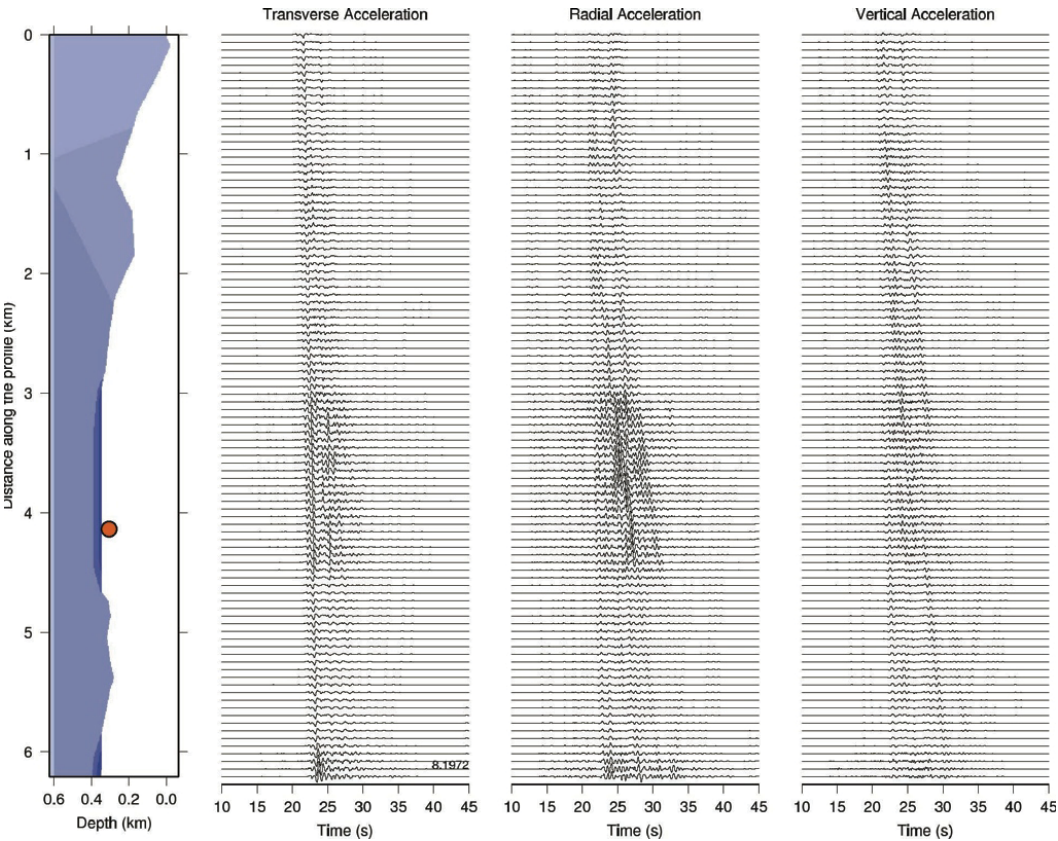 Transverse Acceleration
Radial Acceleration
Vertical Acceleration
Distance along the profile (km)
0
1
2
3
4
5
6
8.1972
0.6 0.4 0.2 0.0
Depth (km)
10 15 20 25 30 35 40 45
Time (s)
10 15 20 25 30 35 40 45
Time (s)
10 15 20 25 30 35 40 45
Time (s)